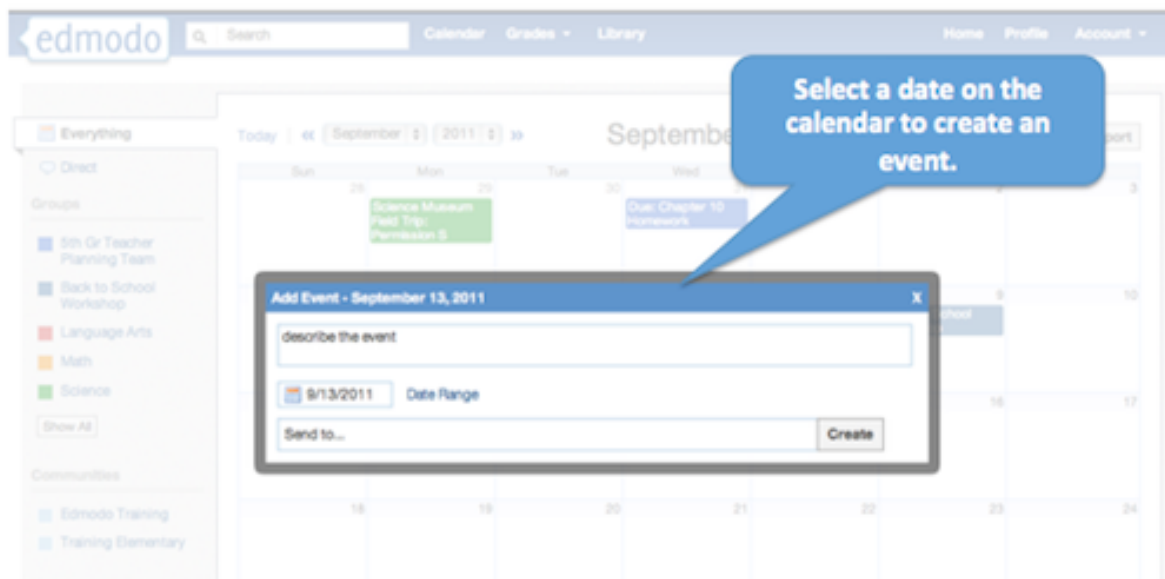 edmodo
Search
Calendar
Grades
Library
Home
Profile
Account
Select a date on the
calendar to create an
event.
Everything
Direct
Groups
5th Gr Teacher
Planning Team
Back to School
Workshop
Language Arts
Math
Science
Show All
Communities
Edmodo Training
Training Elementary
Today
«
September
2011
»
Septembe
port
Sun
Mon
Tue
Wed
28
29
30
3
Science Museum
Field Trip:
Permission S
Due: Chapter 10
Homework
Add Event - September 13, 2011
X
describe the event
9/13/2011
Date Range
Send to...
Create
9
10
chool
16
17
18
19
20
21
22
23
24